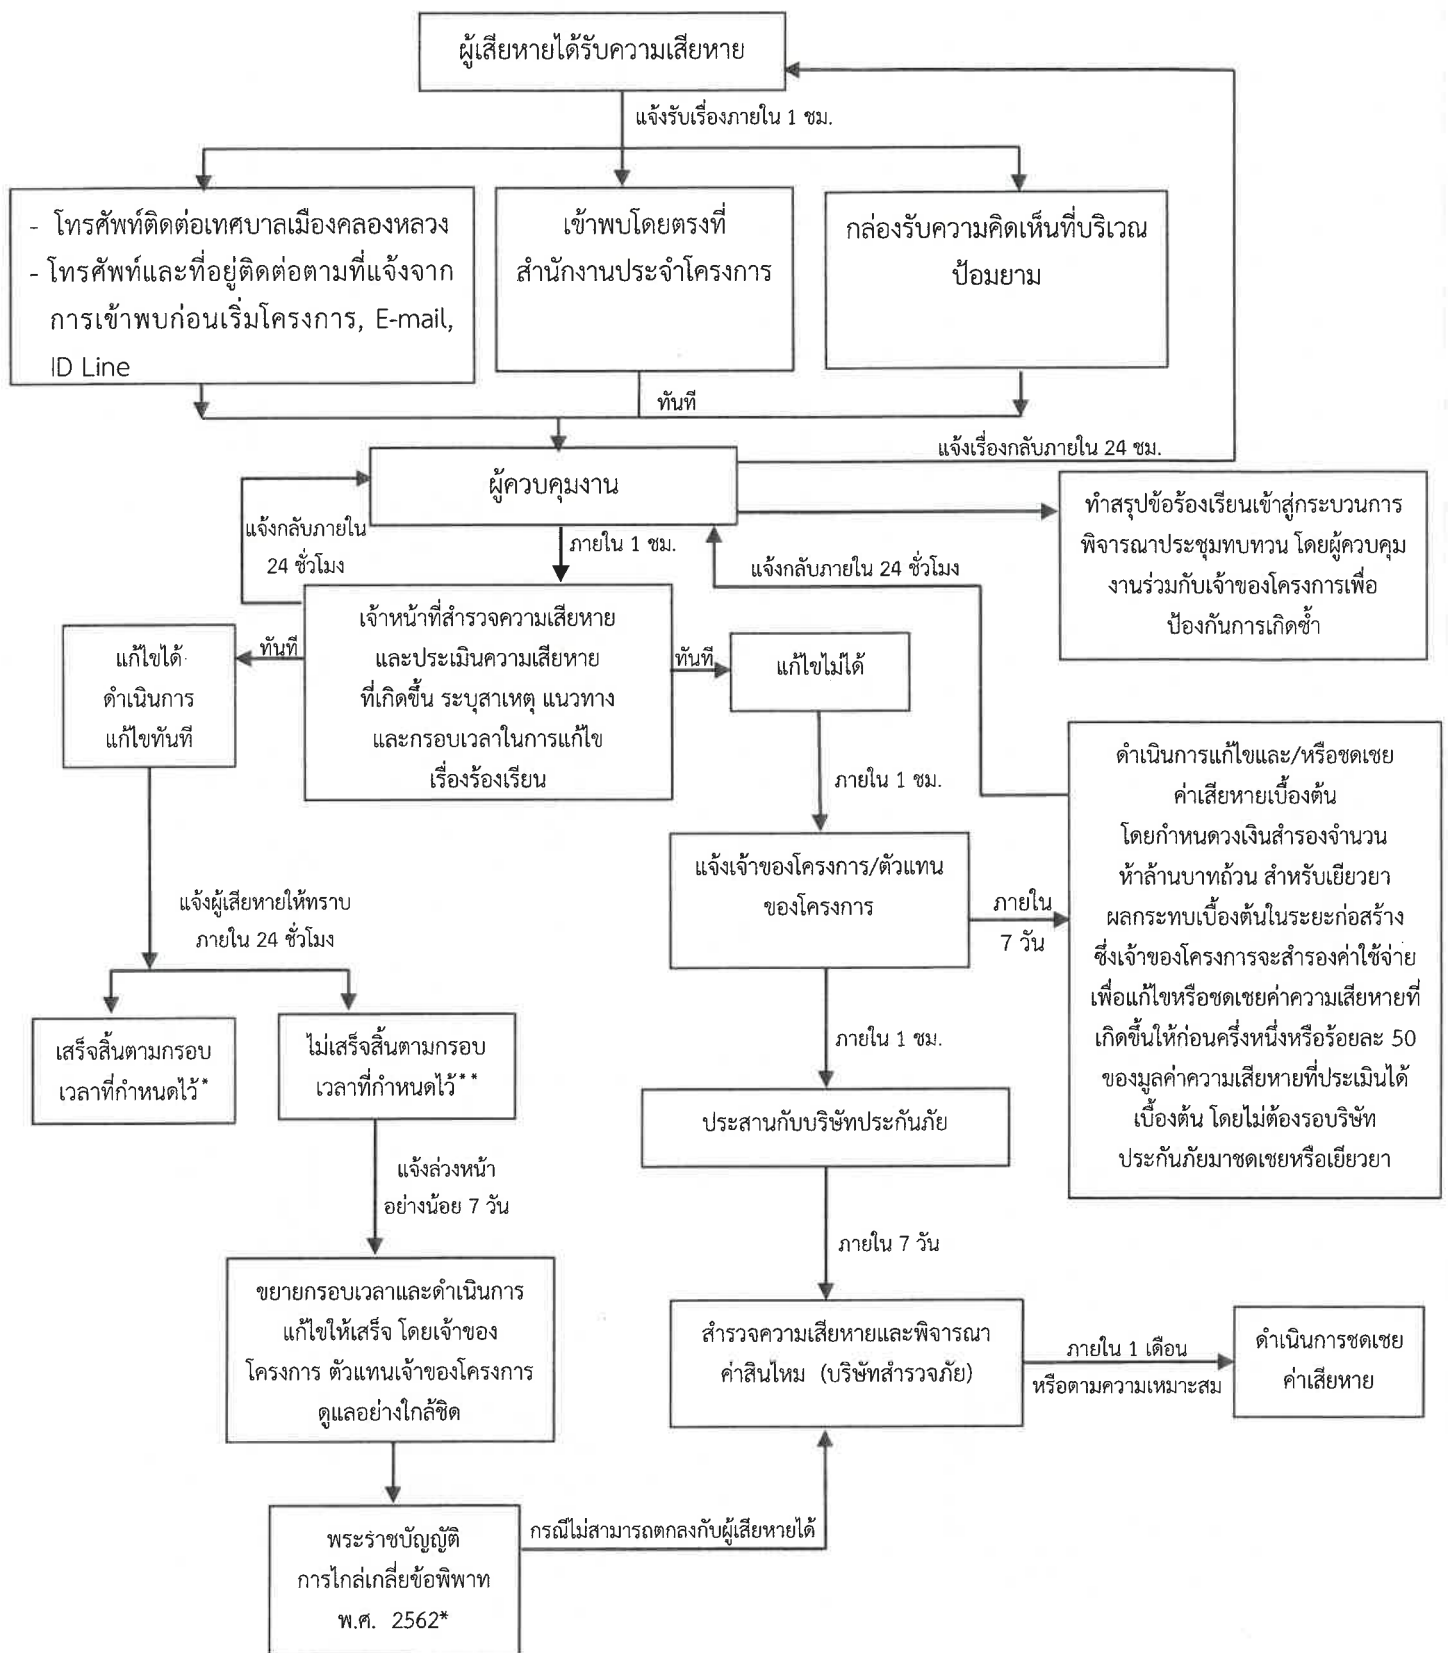 ผู้เสียหายได้รับความเสียหาย
แจ้งรับเรื่องภายใน 1 ชม.
- โทรศัพท์ติดต่อเทศบาลเมืองคลองหลวง
- โทรศัพท์และที่อยู่ติดต่อตามที่แจ้งจาก
การเข้าพบก่อนเริ่มโครงการ, E-mail,
ID Line
เข้าพบโดยตรงที่
สำนักงานประจำโครงการ
กล่องรับความคิดเห็นที่บริเวณ
ป้อมยาม
ทันที
แจ้งเรื่องกลับภายใน 24 ชม.
ผู้ควบคุมงาน
ทำสรุปข้อร้องเรียนเข้าสู่กระบวนการ
พิจารณาประชุมทบทวน โดยผู้ควบคุม
งานร่วมกับเจ้าของโครงการเพื่อ
ป้องกันการเกิดซ้ำ
แจ้งกลับภายใน
24 ชั่วโมง
ภายใน 1 ชม.
แจ้งกลับภายใน 24 ชั่วโมง
เจ้าหน้าที่สำรวจความเสียหาย
และประเมินความเสียหาย
ที่เกิดขึ้น ระบุสาเหตุ แนวทาง
และกรอบเวลาในการแก้ไข
เรื่องร้องเรียน
ทันที
แก้ไขได้
ดำเนินการ
แก้ไขทันที
ทันที
แก้ไขไม่ได้
ภายใน 1 ชม.
ดำเนินการแก้ไขและ/หรือชดเชย
ค่าเสียหายเบื้องต้น
โดยกำหนดวงเงินสำรองจำนวน
ห้าล้านบาทถ้วน สำหรับเยียวยา
ผลกระทบเบื้องต้นในระยะก่อสร้าง
ซึ่งเจ้าของโครงการจะสำรองค่าใช้จ่าย
เพื่อแก้ไขหรือชดเชยค่าความเสียหายที่
เกิดขึ้นให้ก่อนครึ่งหนึ่งหรือร้อยละ 50
ของมูลค่าความเสียหายที่ประเมินได้
เบื้องต้น โดยไม่ต้องรอบริษัท
ประกันภัยมาชดเชยหรือเยียวยา
แจ้งเจ้าของโครงการ/ตัวแทน
ของโครงการ
ภายใน
7 วัน
แจ้งผู้เสียหายให้ทราบ
ภายใน 24 ชั่วโมง
เสร็จสิ้นตามกรอบ
เวลาที่กำหนดไว้*
ไม่เสร็จสิ้นตามกรอบ
เวลาที่กำหนดไว้**
ภายใน 1 ชม.
ประสานกับบริษัทประกันภัย
แจ้งล่วงหน้า
อย่างน้อย 7 วัน
ภายใน 7 วัน
ขยายกรอบเวลาและดำเนินการ
แก้ไขให้เสร็จ โดยเจ้าของ
โครงการ ตัวแทนเจ้าของโครงการ
ดูแลอย่างใกล้ชิด
สำรวจความเสียหายและพิจารณา
ค่าสินไหม (บริษัทสำรวจภัย)
ภายใน 1 เดือน
หรือตามความเหมาะสม
ดำเนินการชดเชย
ค่าเสียหาย
พระราชบัญญัติ
การไกล่เกลี่ยข้อพิพาท
พ.ศ. 2562*
กรณีไม่สามารถตกลงกับผู้เสียหายได้